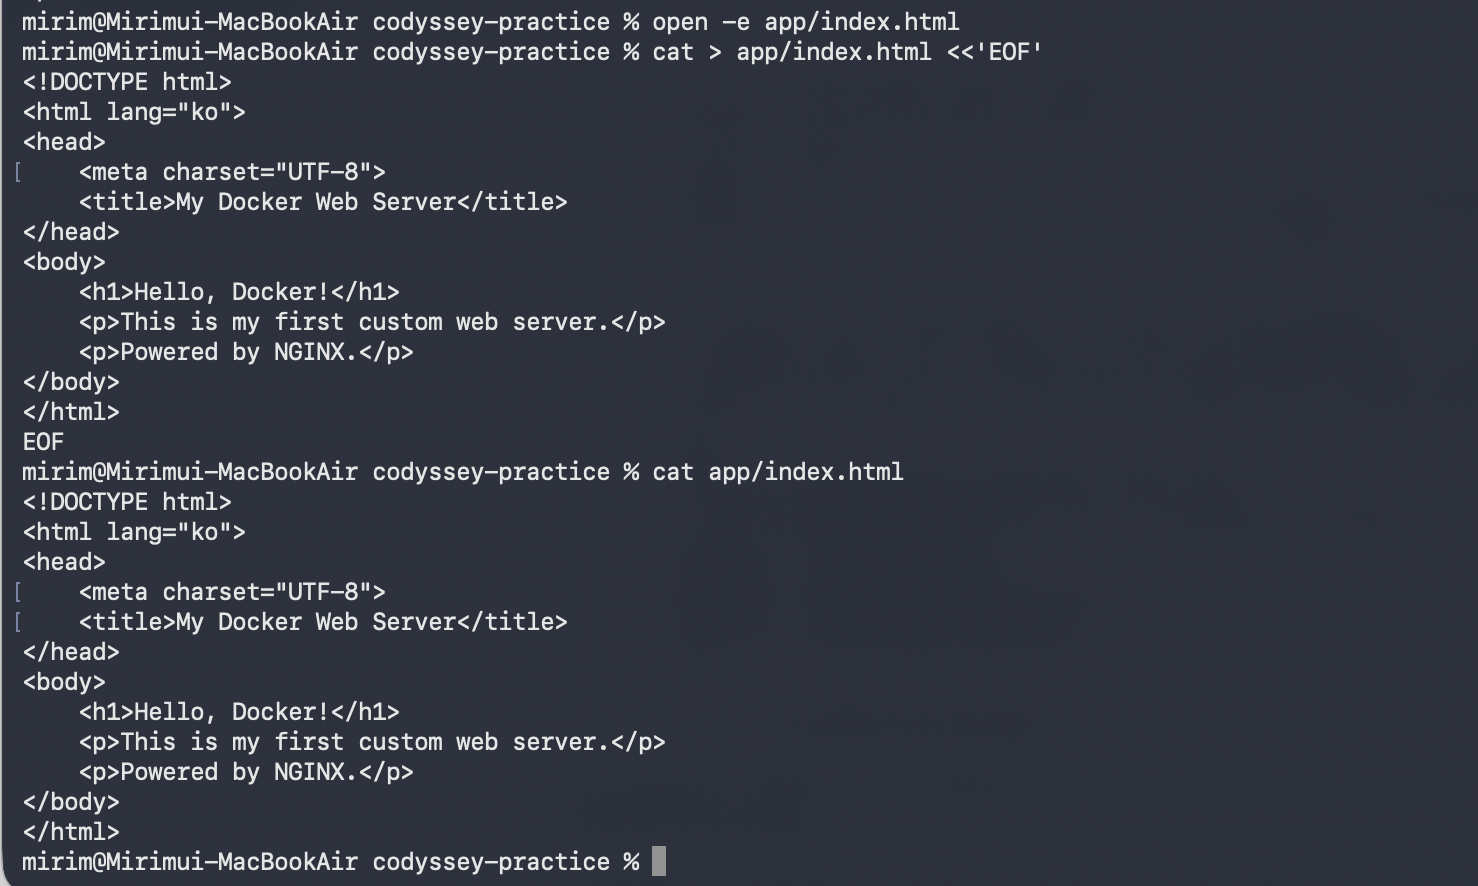 mirim@Mirimui-MacBookAir codyssey-practice % open -e app/index.html
mirim@Mirimui-MacBookAir codyssey-practice % cat > app/index.html <<'EOF'
<!DOCTYPE html>
<html lang="ko">
<head>
[    <meta charset="UTF-8">
    <title>My Docker Web Server</title>
</head>
<body>
    <h1>Hello, Docker!</h1>
    <p>This is my first custom web server.</p>
    <p>Powered by NGINX.</p>
</body>
</html>
EOF
mirim@Mirimui-MacBookAir codyssey-practice % cat app/index.html
<!DOCTYPE html>
<html lang="ko">
<head>
[    <meta charset="UTF-8">
[    <title>My Docker Web Server</title>
</head>
<body>
    <h1>Hello, Docker!</h1>
    <p>This is my first custom web server.</p>
    <p>Powered by NGINX.</p>
</body>
</html>
mirim@Mirimui-MacBookAir codyssey-practice %